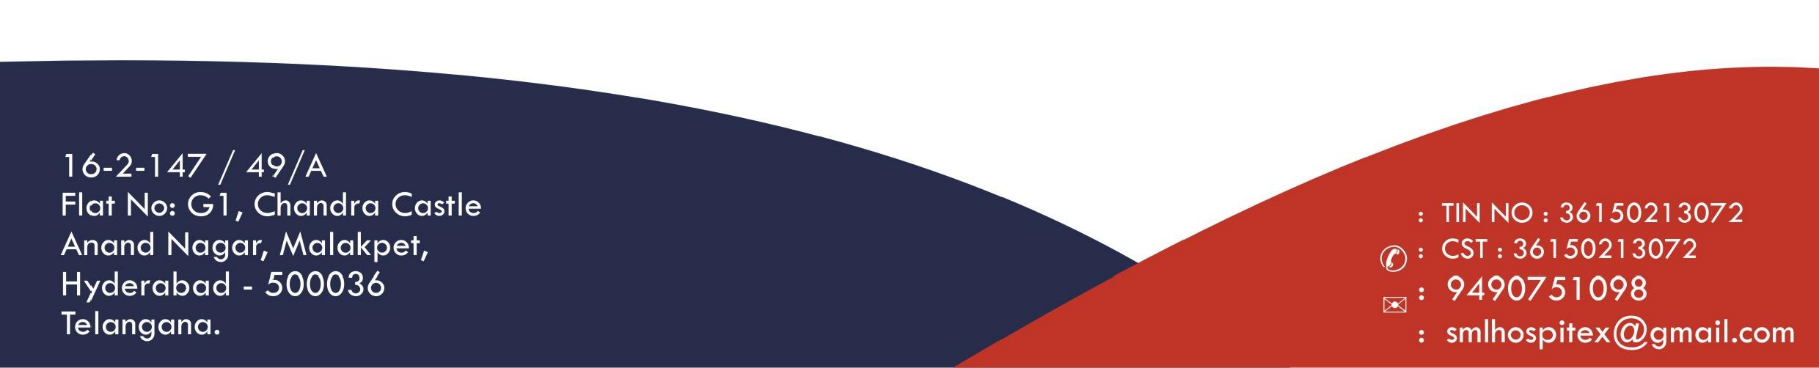 16-2-147 / 49/A
Flat No: G1, Chandra Castle
Anand Nagar, Malakpet,
Hyderabad - 500036
Telangana.
: TIN NO : 36150213072
: CST : 36150213072
: 9490751098
: smlhospitex@gmail.com